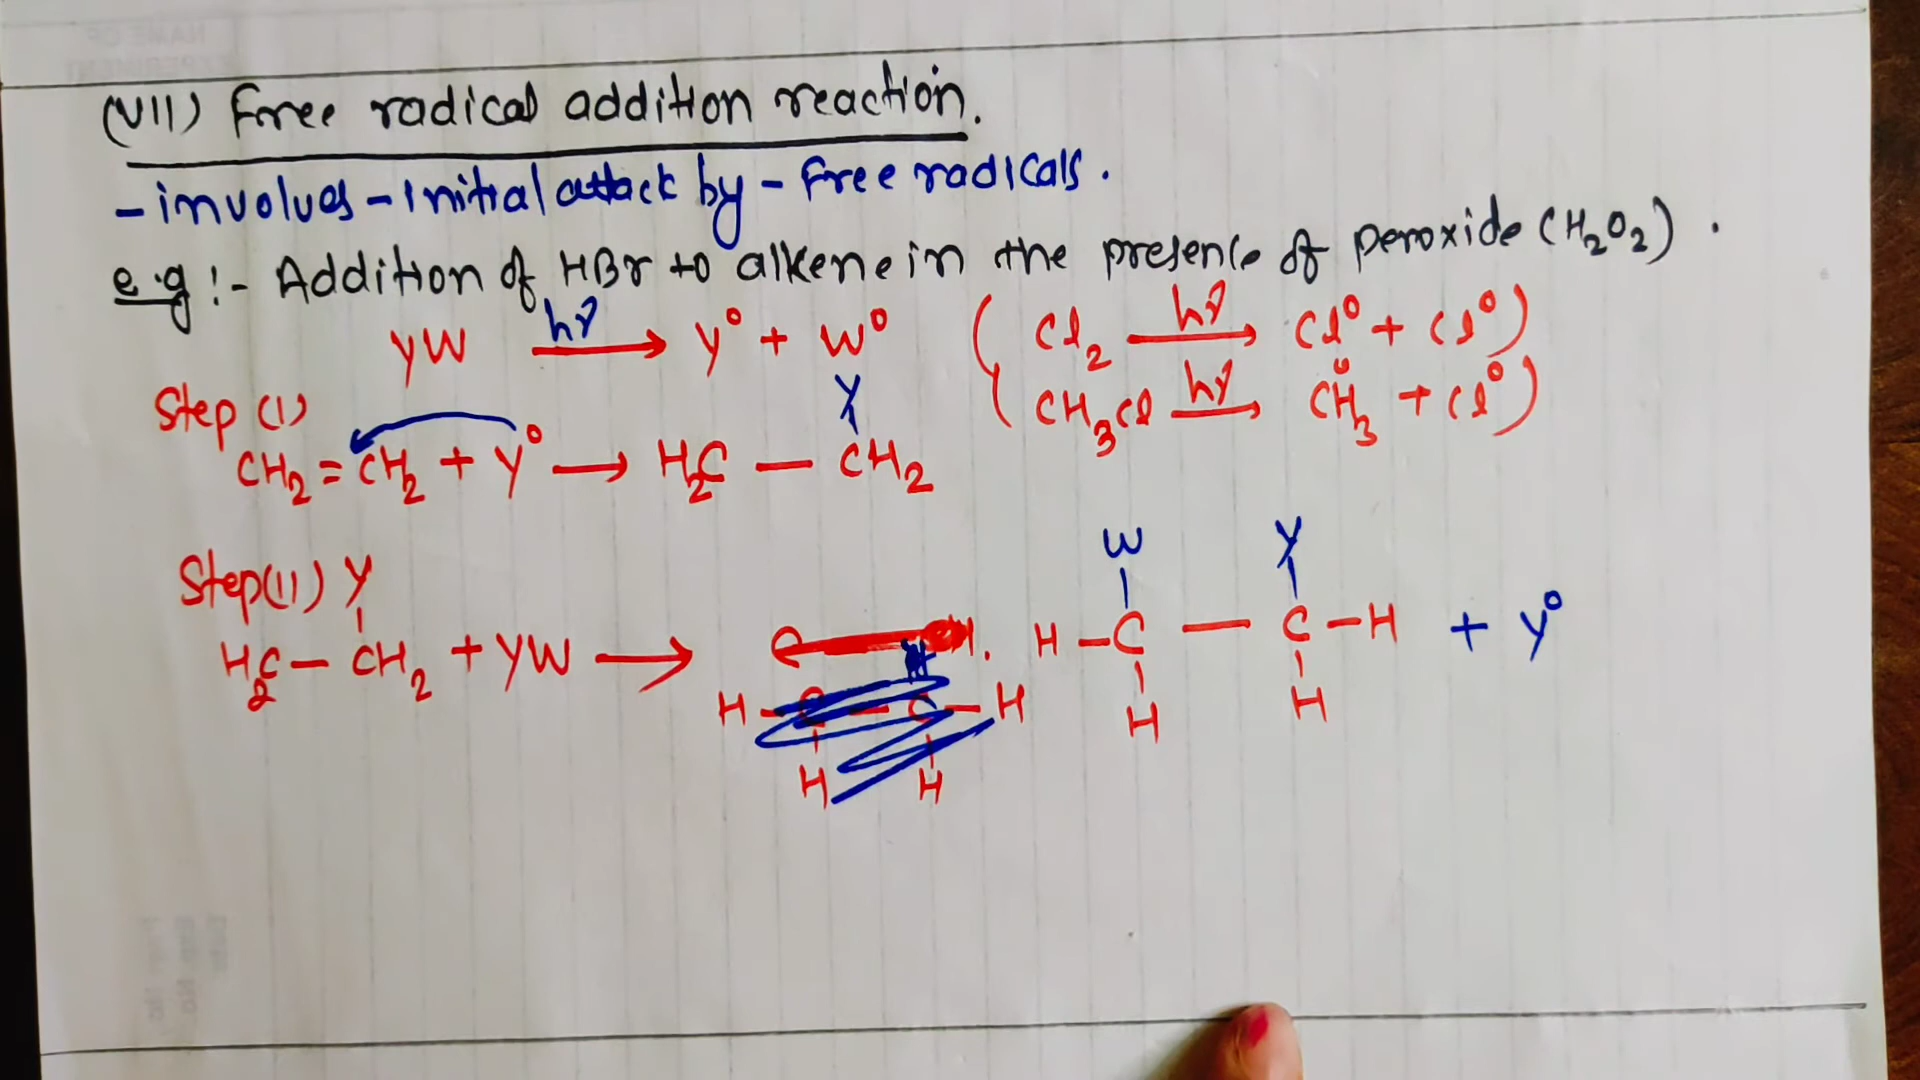 (VII) Free radical addition reaction.
- involves - Initial attack by - Free radicals.
e.g :- Addition of HBr to alkene in the presence of peroxide (H₂O₂).
YW hν → Y° + W° ( Cl₂ hν → Cl° + Cl° )
( CH₃Cl hν → CH₃° + Cl° )
Step (I)
Y
CH₂ = CH₂ + Y° → H₂C — CH₂
W Y
Step (II) Y
H₂C — CH₂ + YW → H — C — C — H + Y°
H H